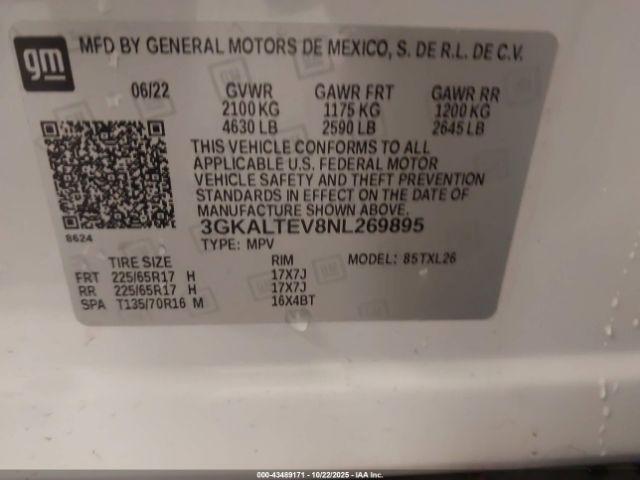 gm
MFD BY GENERAL MOTORS DE MEXICO, S. DE R.L. DE C.V.
06/22 GVWR GAWR FRT GAWR RR
2100 KG 1175 KG 1200 KG
4630 LB 2590 LB 2645 LB
THIS VEHICLE CONFORMS TO ALL
APPLICABLE U.S. FEDERAL MOTOR
VEHICLE SAFETY AND THEFT PREVENTION
STANDARDS IN EFFECT ON THE DATE OF
MANUFACTURE SHOWN ABOVE.
8624 3GKALTEV8NL269895
TYPE: MPV
TIRE SIZE RIM MODEL: 85TXL26
FRT 225/65R17 H 17X7J
RR 225/65R17 H 17X7J
SPA T135/70R16 M 16X4BT
000-43489171 - 10/22/2025 - IAA Inc.